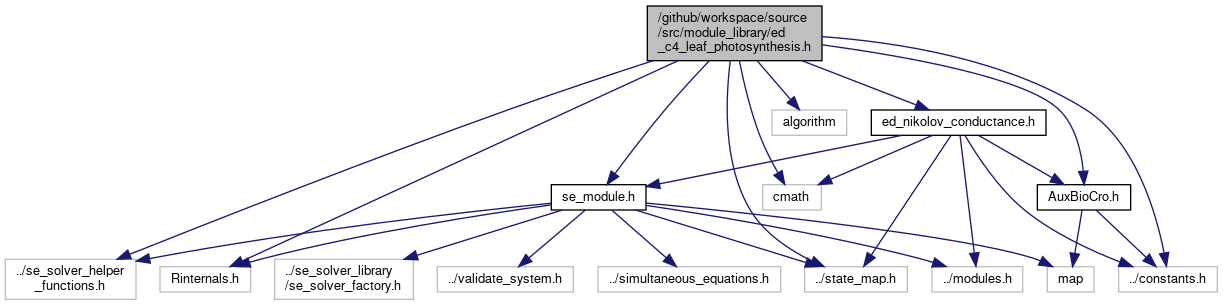 /github/workspace/source
/src/module_library/ed
_c4_leaf_photosynthesis.h
algorithm
ed_nikolov_conductance.h
se_module.h
cmath
AuxBioCro.h
../se_solver_helper
_functions.h
Rinternals.h
../se_solver_library
/se_solver_factory.h
../validate_system.h
../simultaneous_equations.h
../state_map.h
../modules.h
map
../constants.h